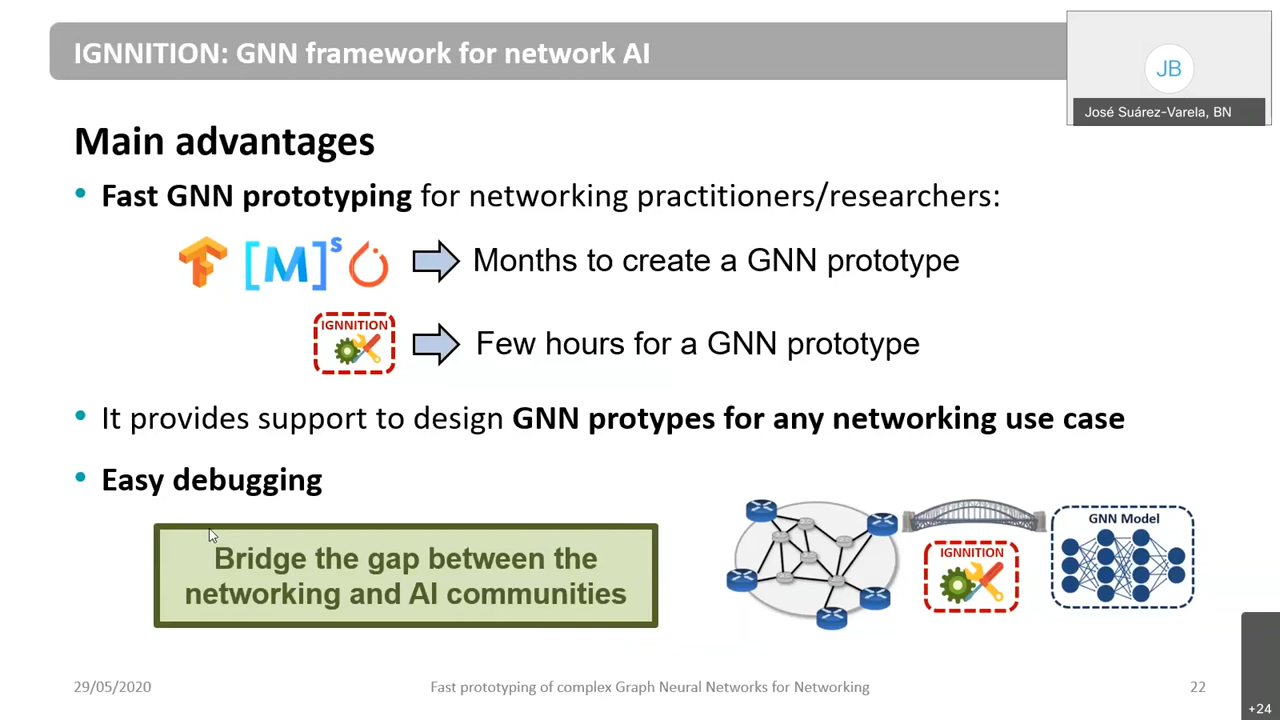 IGNNITION: GNN framework for network AI
JB
José Suárez-Varela, BN
Main advantages
• Fast GNN prototyping for networking practitioners/researchers:
[M]s
Months to create a GNN prototype
IGNNITION
Few hours for a GNN prototype
• It provides support to design GNN protypes for any networking use case
• Easy debugging
Bridge the gap between the
networking and AI communities
IGNNITION
GNN Model
29/05/2020
Fast prototyping of complex Graph Neural Networks for Networking
22
+24